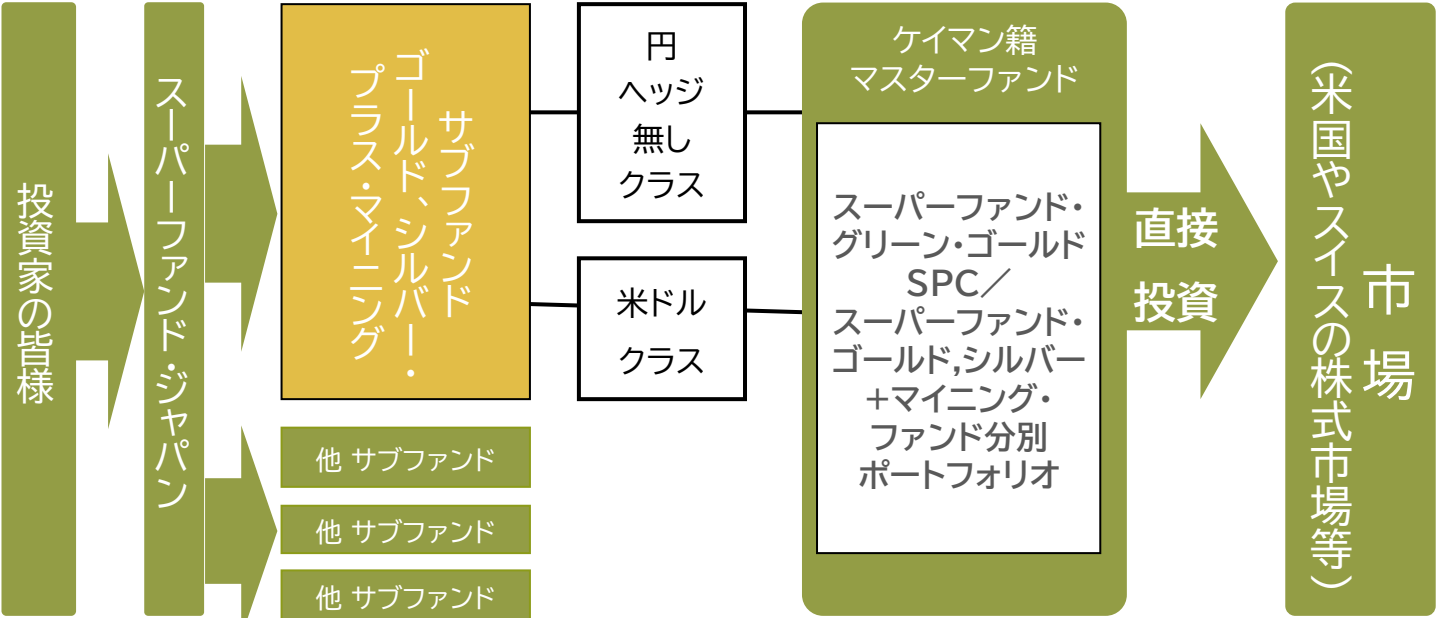 投資家の皆様
スーパーファンド・ジャパン
サブファンド
ゴールド、シルバー・
プラス・マイニング
他 サブファンド
他 サブファンド
他 サブファンド
円
ヘッジ
無し
クラス
米ドル
クラス
ケイマン籍
マスターファンド
スーパーファンド・
グリーン・ゴールド
SPC／
スーパーファンド・
ゴールド,シルバー
+マイニング・
ファンド分別
ポートフォリオ
直接
投資
市場
（米国やスイスの株式市場等）